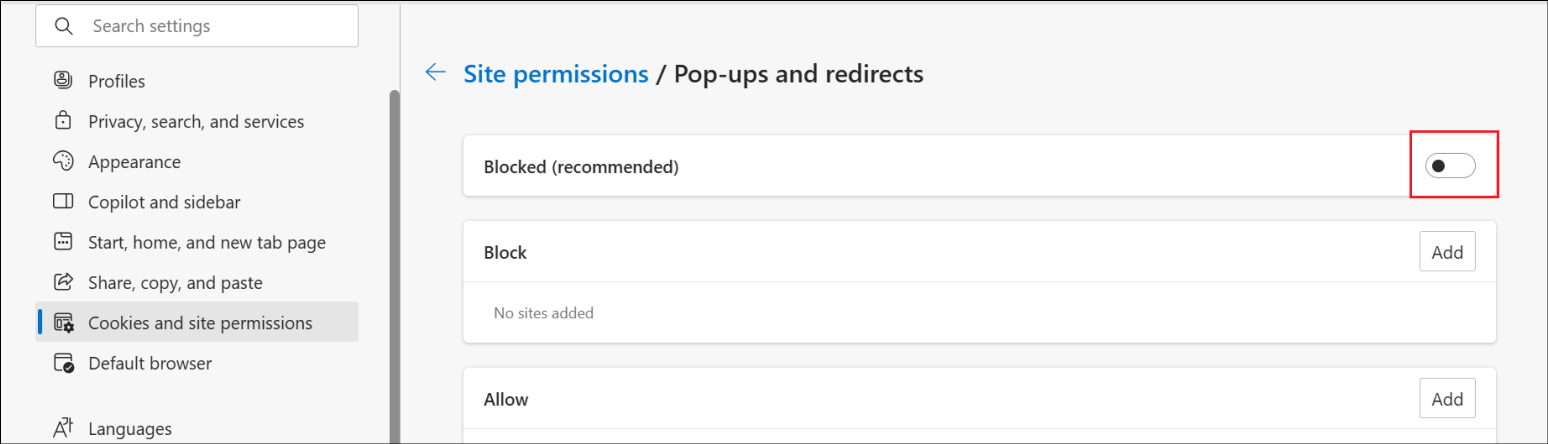 Search settings
Profiles
Privacy, search, and services
Appearance
Copilot and sidebar
Start, home, and new tab page
Share, copy, and paste
Cookies and site permissions
Default browser
Languages
Site permissions / Pop-ups and redirects
Blocked (recommended)
Block Add
No sites added
Allow Add